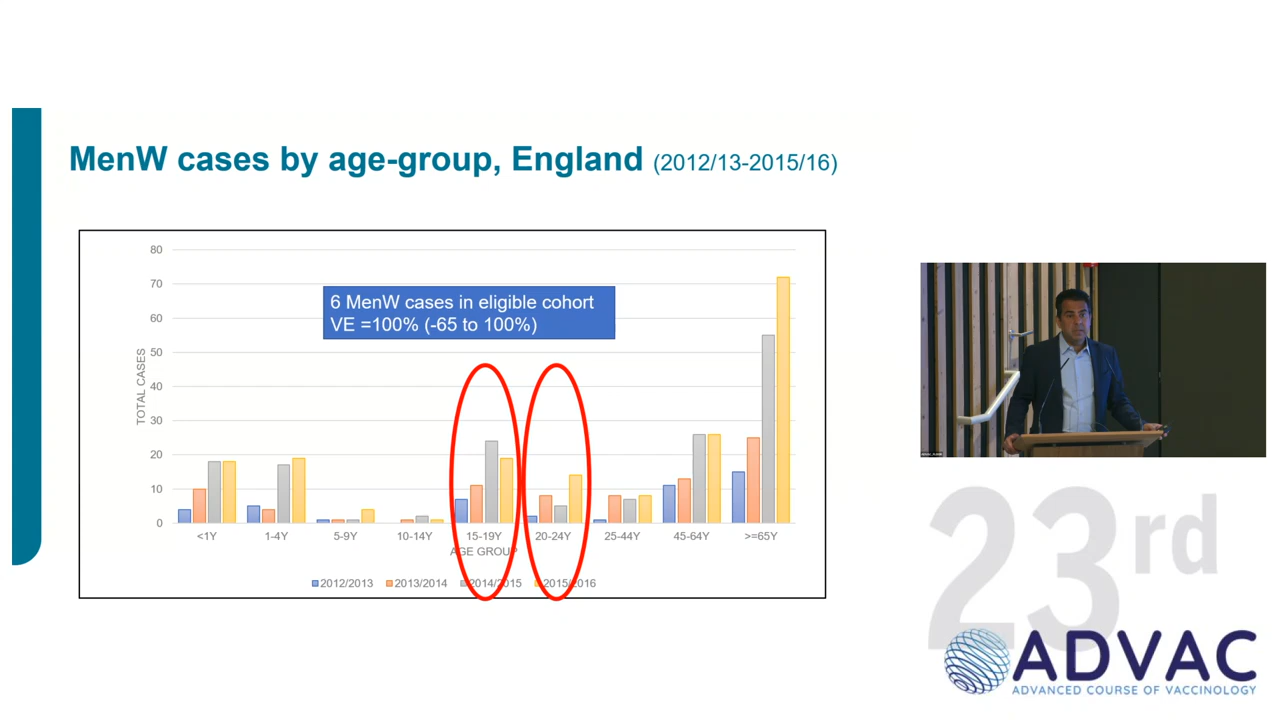 MenW cases by age-group, England (2012/13-2015/16)
80
70
60
50
40
30
20
10
0
TOTAL CASES
6 MenW cases in eligible cohort
VE =100% (-65 to 100%)
<1Y 1-4Y 5-9Y 10-14Y 15-19Y 20-24Y 25-44Y 45-64Y >=65Y
AGE GROUP
2012/2013 2013/2014 2014/2015 2015/2016
23rd
ADVAC
ADVANCED COURSE OF VACCINOLOGY